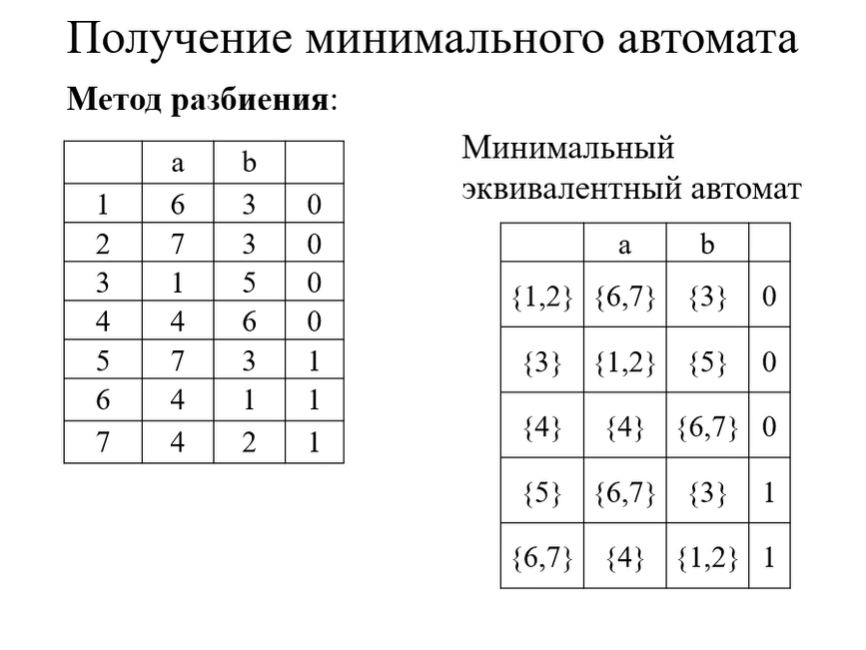 Получение минимального автомата
Метод разбиения:
a b
1 6 3 0
2 7 3 0
3 1 5 0
4 4 6 0
5 7 3 1
6 4 1 1
7 4 2 1
Минимальный
эквивалентный автомат
a b
{1,2} {6,7} {3} 0
{3} {1,2} {5} 0
{4} {4} {6,7} 0
{5} {6,7} {3} 1
{6,7} {4} {1,2} 1